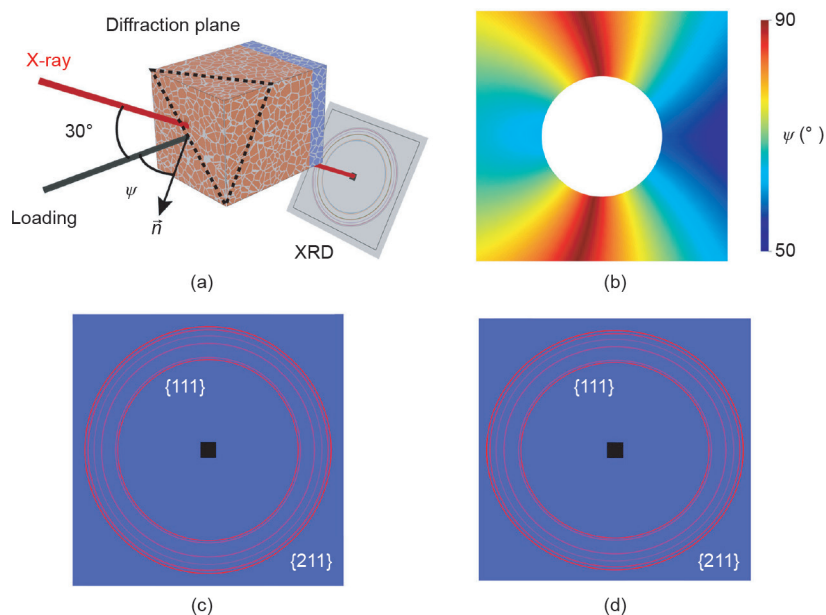 Diffraction plane
X-ray
30°
ψ
Loading
n⃗
XRD
(a)
90
ψ (°)
50
(b)
{111}
{211}
(c)
{111}
{211}
(d)